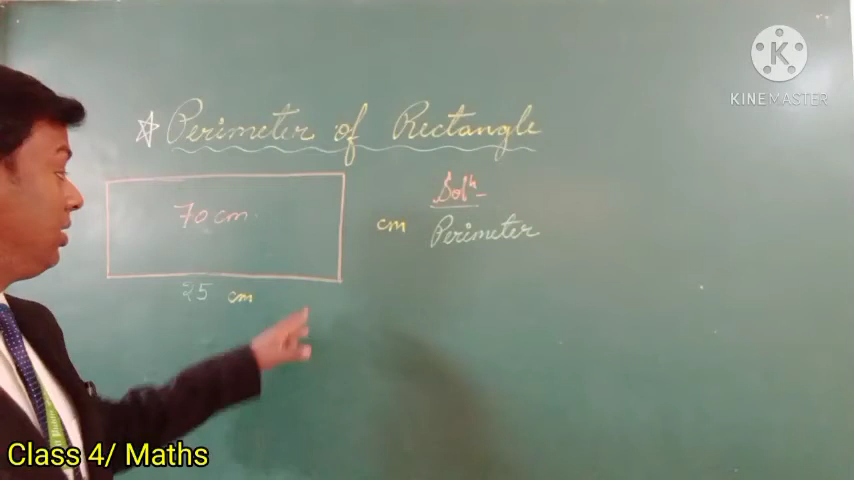 KINEMASTER
☆ Perimeter of Rectangle
70 cm.
cm
25 cm
Solⁿ-
Perimeter
Class 4/ Maths